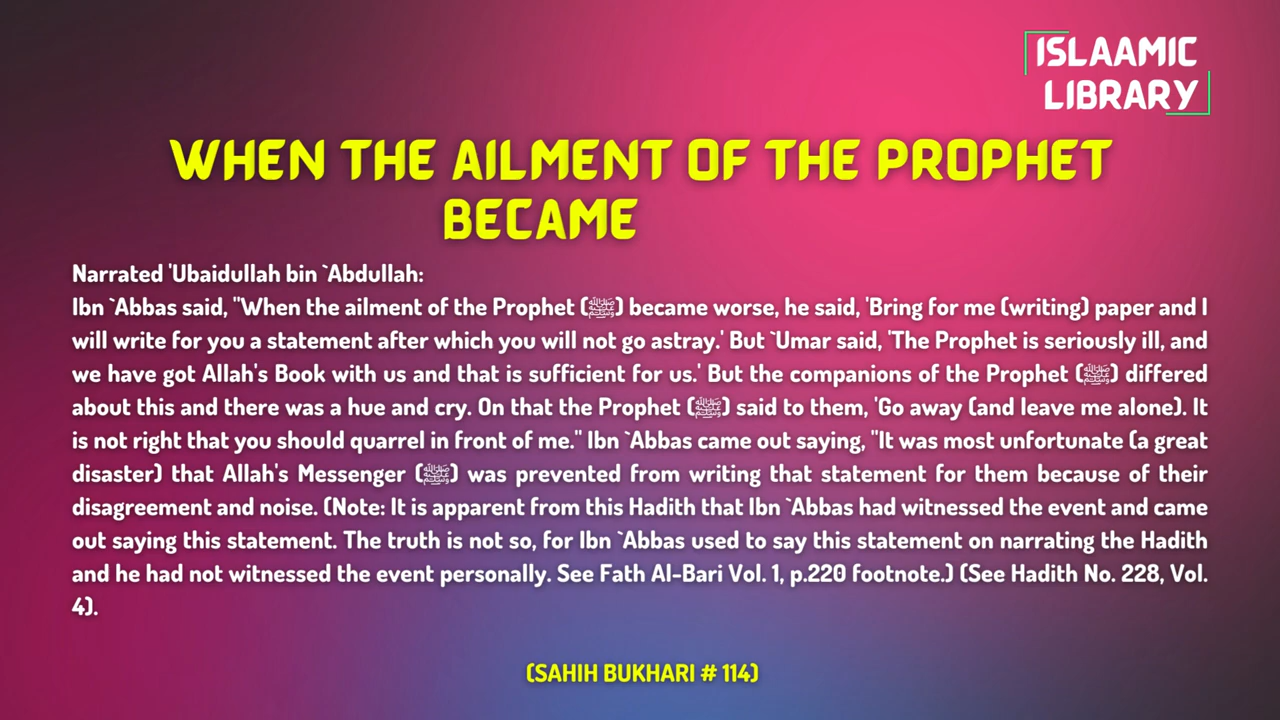 ISLAAMIC
LIBRARY
WHEN THE AILMENT OF THE PROPHET
BECAME
Narrated 'Ubaidullah bin `Abdullah:
Ibn `Abbas said, "When the ailment of the Prophet (ﷺ) became worse, he said, 'Bring for me (writing) paper and I
will write for you a statement after which you will not go astray.' But `Umar said, 'The Prophet is seriously ill, and
we have got Allah's Book with us and that is sufficient for us.' But the companions of the Prophet (ﷺ) differed
about this and there was a hue and cry. On that the Prophet (ﷺ) said to them, 'Go away (and leave me alone). It
is not right that you should quarrel in front of me." Ibn `Abbas came out saying, "It was most unfortunate (a great
disaster) that Allah's Messenger (ﷺ) was prevented from writing that statement for them because of their
disagreement and noise. (Note: It is apparent from this Hadith that Ibn `Abbas had witnessed the event and came
out saying this statement. The truth is not so, for Ibn `Abbas used to say this statement on narrating the Hadith
and he had not witnessed the event personally. See Fath Al-Bari Vol. 1, p.220 footnote.) (See Hadith No. 228, Vol.
4).
(SAHIH BUKHARI # 114)